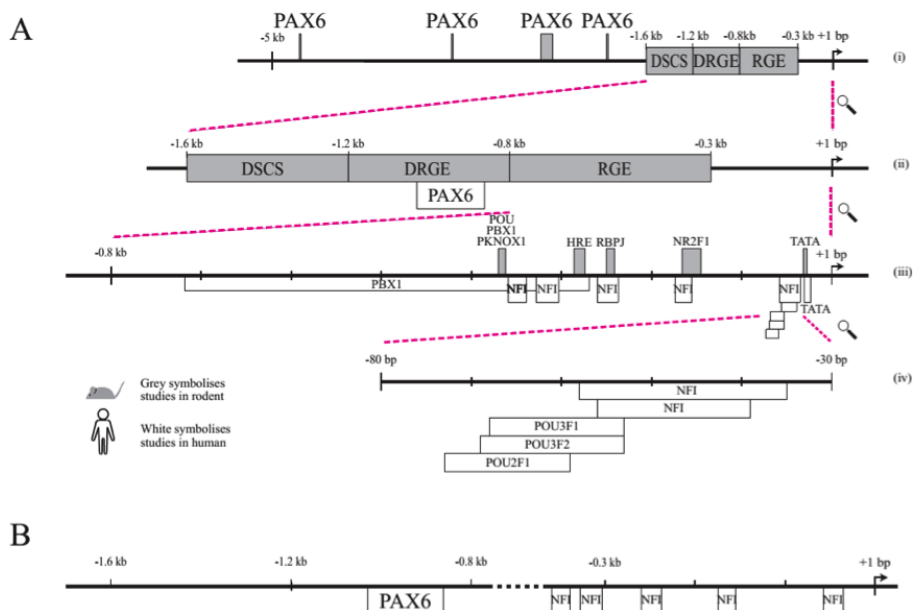 A
PAX6 PAX6 PAX6 PAX6
-5 kb -1.6 kb -1.2 kb -0.8kb -0.3 kb +1 bp
DSCS DRGE RGE
(i)
-1.6 kb -1.2 kb -0.8 kb -0.3 kb +1 bp
DSCS DRGE RGE
(ii)
PAX6
POU
PBX1
PKNOX1 HRE RBPJ NR2F1 TATA
-0.8 kb +1 bp
(iii)
PBX1 NFI NFI NFI NFI NFI TATA
-80 bp -30 bp
(iv)
NFI
NFI
POU3F1
POU3F2
POU2F1
Grey symbolises
studies in rodent
White symbolises
studies in human
B
-1.6 kb -1.2 kb -0.8 kb -0.3 kb +1 bp
PAX6 NFI NFI NFI NFI NFI